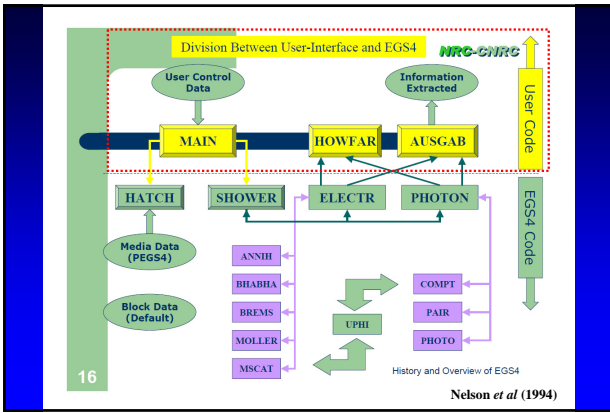 Division Between User-Interface and EGS4
NRC-CNRC
User Control
Data
Information
Extracted
User Code
MAIN
HOWFAR
AUSGAB
HATCH
SHOWER
ELECTR
PHOTON
EGS4 Code
Media Data
(PEGS4)
ANNIH
BHABHA
COMPT
Block Data
(Default)
BREMS
PAIR
UPHI
MOLLER
PHOTO
MSCAT
History and Overview of EGS4
16
Nelson et al (1994)